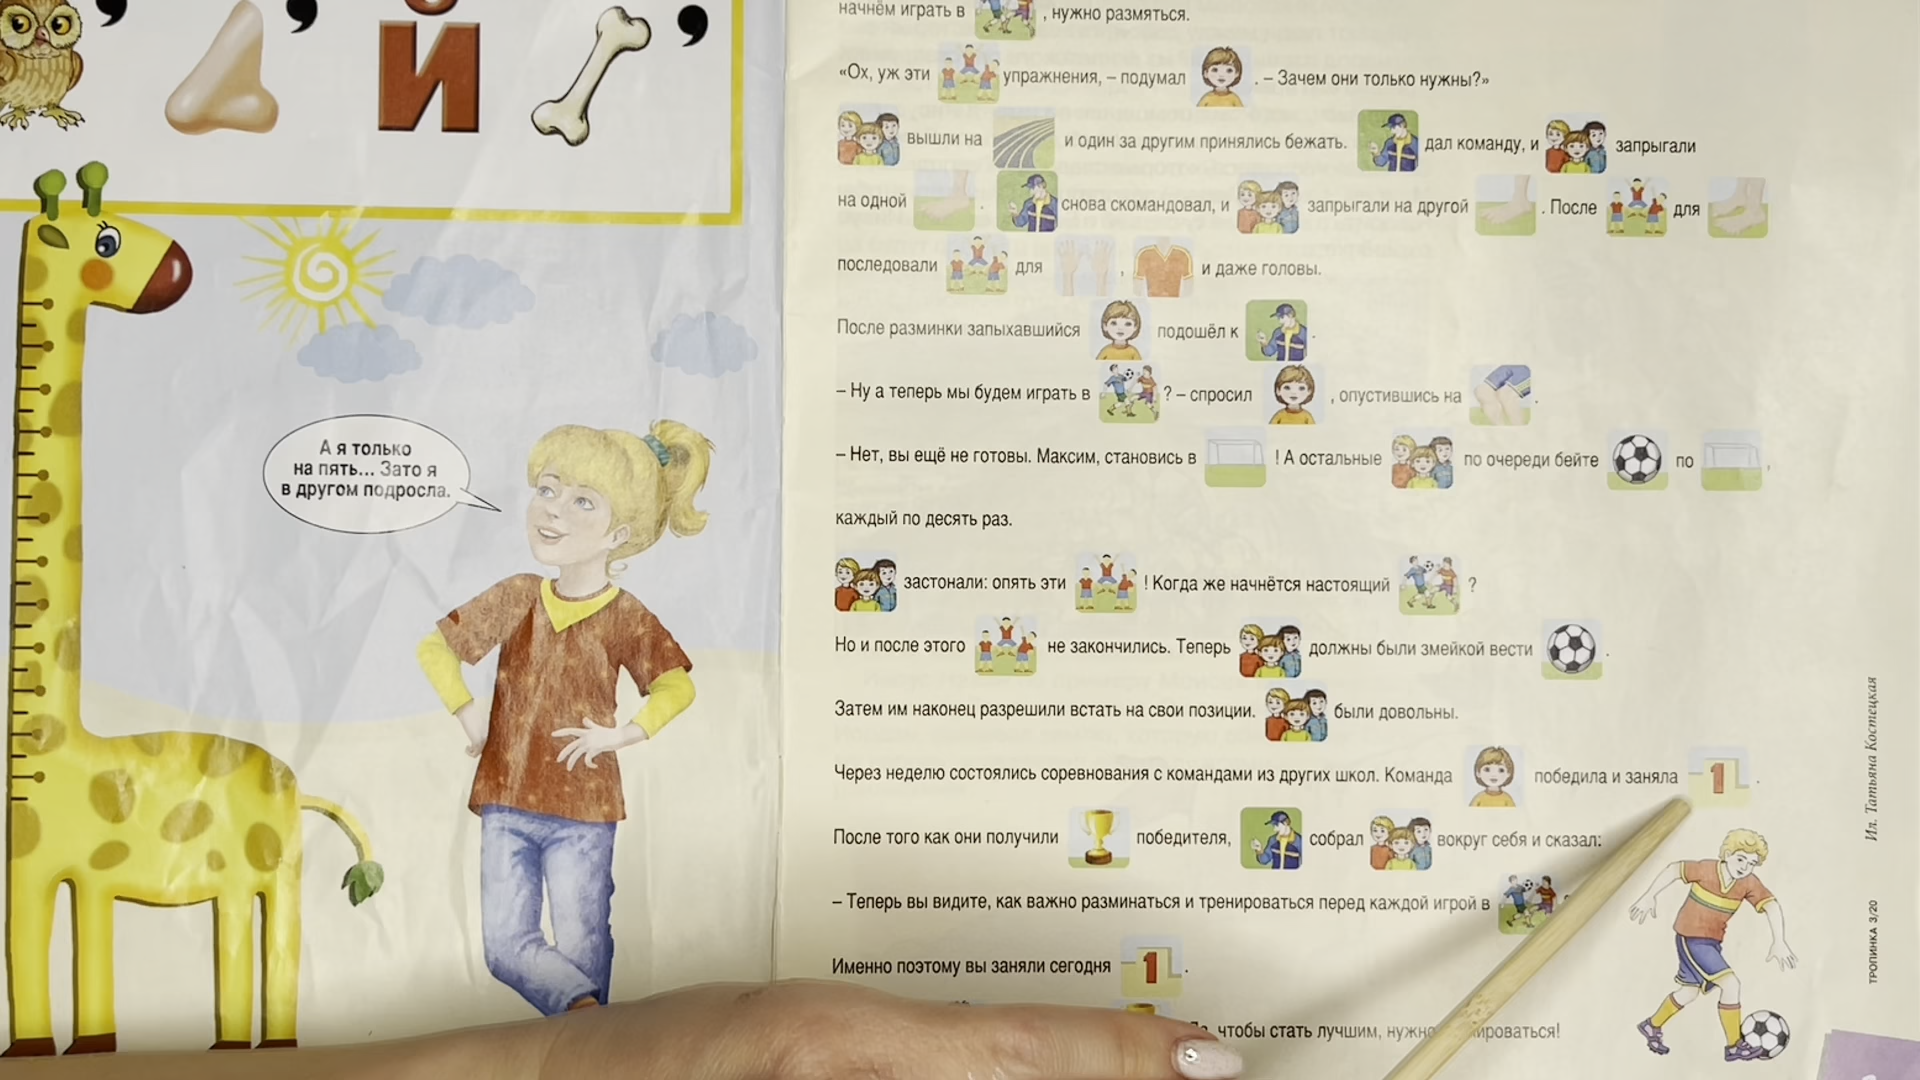 Й
А я только
на пять... Зато я
в другом подросла.
начнём играть в , нужно размяться.
«Ох, уж эти упражнения, – подумал . – Зачем они только нужны?»
вышли на и один за другим принялись бежать. дал команду, и запрыгали
на одной . снова скомандовал, и запрыгали на другой . После для
последовали для , и даже головы.
После разминки запыхавшийся подошёл к .
– Ну а теперь мы будем играть в ? – спросил , опустившись на .
– Нет, вы ещё не готовы. Максим, становись в ! А остальные по очереди бейте по ,
каждый по десять раз.
застонали: опять эти ! Когда же начнётся настоящий ?
Но и после этого не закончились. Теперь должны были змейкой вести .
Затем им наконец разрешили встать на свои позиции. были довольны.
Через неделю состоялись соревнования с командами из других школ. Команда победила и заняла 1 .
После того как они получили победителя, собрал вокруг себя и сказал:
– Теперь вы видите, как важно разминаться и тренироваться перед каждой игрой в
Именно поэтому вы заняли сегодня 1 .
чтобы стать лучшим, нужно
Ил. Татьяна Костецкая
ТРОПИНКА 3/20